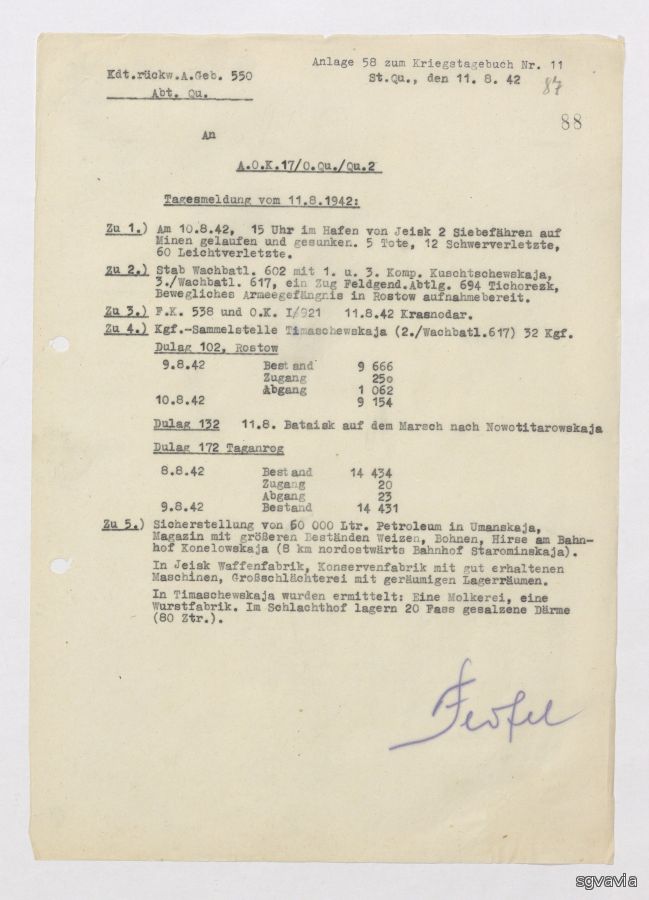 Anlage 58 zum Kriegstagebuch Nr. 11
Kdt.rückw.A.Geb. 550
St.Qu., den 11. 8. 42
87
Abt. Qu.
88
An
A.O.K.17/O.Qu./Qu.2
Tagesmeldung vom 11.8.1942:
Zu 1.) Am 10.8.42, 15 Uhr im Hafen von Jeisk 2 Siebefähren auf
Minen gelaufen und gesunken. 5 Tote, 12 Schwerverletzte,
60 Leichtverletzte.
Zu 2.) Stab Wachbatl. 602 mit 1. u. 3. Komp. Kuschtschewskaja,
3./Wachbatl. 617, ein Zug Feldgend.Abtlg. 694 Tichorezk,
Bewegliches Armeegefängnis in Rostow aufnahmebereit.
Zu 3.) F.K. 538 und O.K. I/921 11.8.42 Krasnodar.
Zu 4.) Kgf.-Sammelstelle Timaschewskaja (2./Wachbatl.617) 32 Kgf.
Dulag 102, Rostow
9.8.42 Bestand 9 666
Zugang 250
Abgang 1 062
10.8.42 9 154
Dulag 132 11.8. Bataisk auf dem Marsch nach Nowotitarowskaja
Dulag 172 Taganrog
8.8.42 Bestand 14 434
Zugang 20
Abgang 23
9.8.42 Bestand 14 431
Zu 5.) Sicherstellung von 60 000 Ltr. Petroleum in Umanskaja,
Magazin mit größeren Beständen Weizen, Bohnen, Hirse am Bahn-
hof Konelowskaja (8 km nordostwärts Bahnhof Starominskaja).
In Jeisk Waffenfabrik, Konservenfabrik mit gut erhaltenen
Maschinen, Großschlächterei mit geräumigen Lagerräumen.
In Timaschewskaja wurden ermittelt: Eine Molkerei, eine
Wurstfabrik. Im Schlachthof lagern 20 Fass gesalzene Därme
(80 Ztr.).
sgvavia